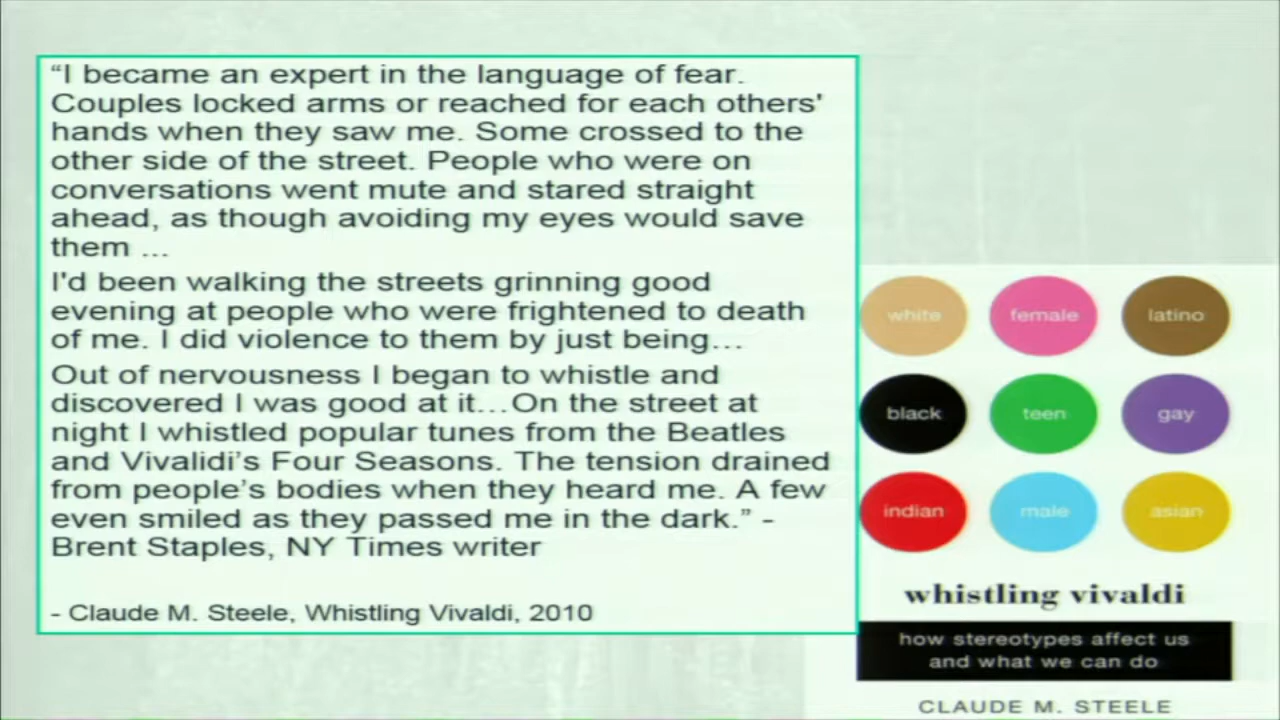 “I became an expert in the language of fear.
Couples locked arms or reached for each others'
hands when they saw me. Some crossed to the
other side of the street. People who were on
conversations went mute and stared straight
ahead, as though avoiding my eyes would save
them ...
I'd been walking the streets grinning good
evening at people who were frightened to death
of me. I did violence to them by just being...
Out of nervousness I began to whistle and
discovered I was good at it...On the street at
night I whistled popular tunes from the Beatles
and Vivalidi’s Four Seasons. The tension drained
from people’s bodies when they heard me. A few
even smiled as they passed me in the dark.” -
Brent Staples, NY Times writer
- Claude M. Steele, Whistling Vivaldi, 2010
white female latino
black teen gay
indian male asian
whistling vivaldi
how stereotypes affect us
and what we can do
CLAUDE M. STEELE